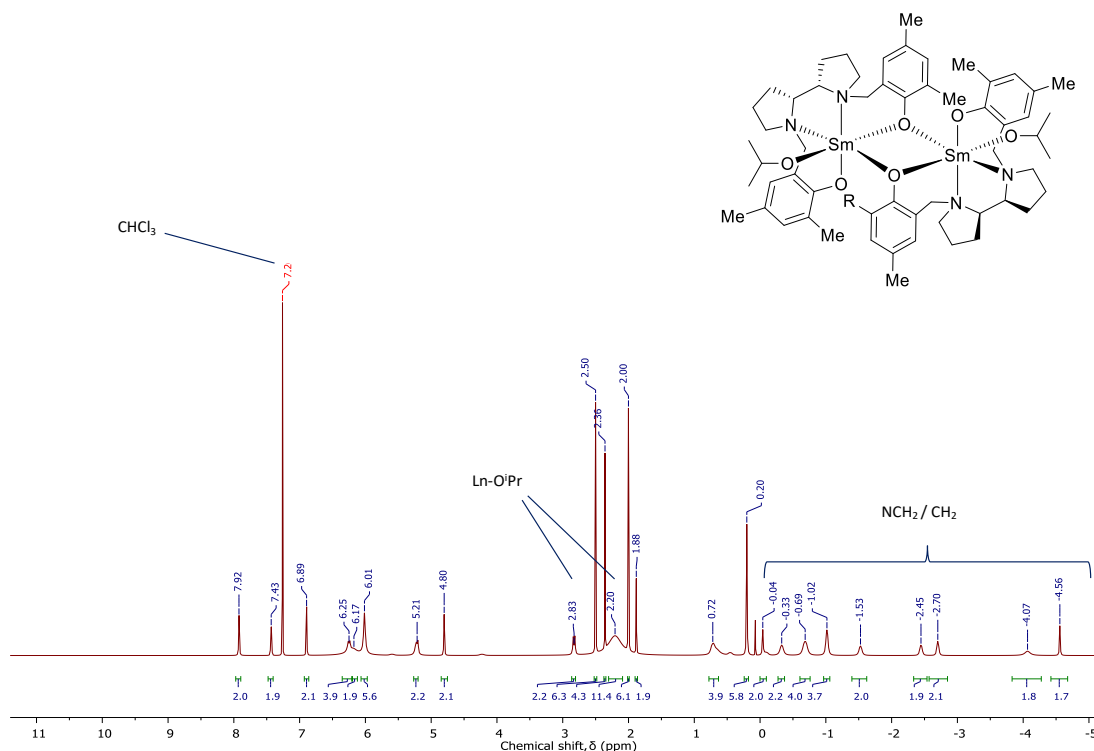 Me
Me
Me
Me
N
N
O
O
O
O
Sm
Sm
O
O
N
N
R
Me
Me
Me
CHCl3
7.2
2.50
2.00
2.36
Ln-OiPr
NCH2 / CH2
0.20
7.92
7.43
6.89
6.25
6.17
6.01
5.21
4.80
2.83
2.20
1.88
0.72
-0.04
-0.33
-0.69
-1.02
-1.53
-2.45
-2.70
-4.07
-4.56
2.0 1.9 2.1 3.9 1.9 5.6 2.2 2.1 2.2 6.3 4.3 11.4 6.1 1.9 3.9 5.8 2.0 2.2 4.0 3.7 2.0 1.9 2.1 1.8 1.7
11 10 9 8 7 6 5 4 3 2 1 0 -1 -2 -3 -4 -5
Chemical shift, δ (ppm)